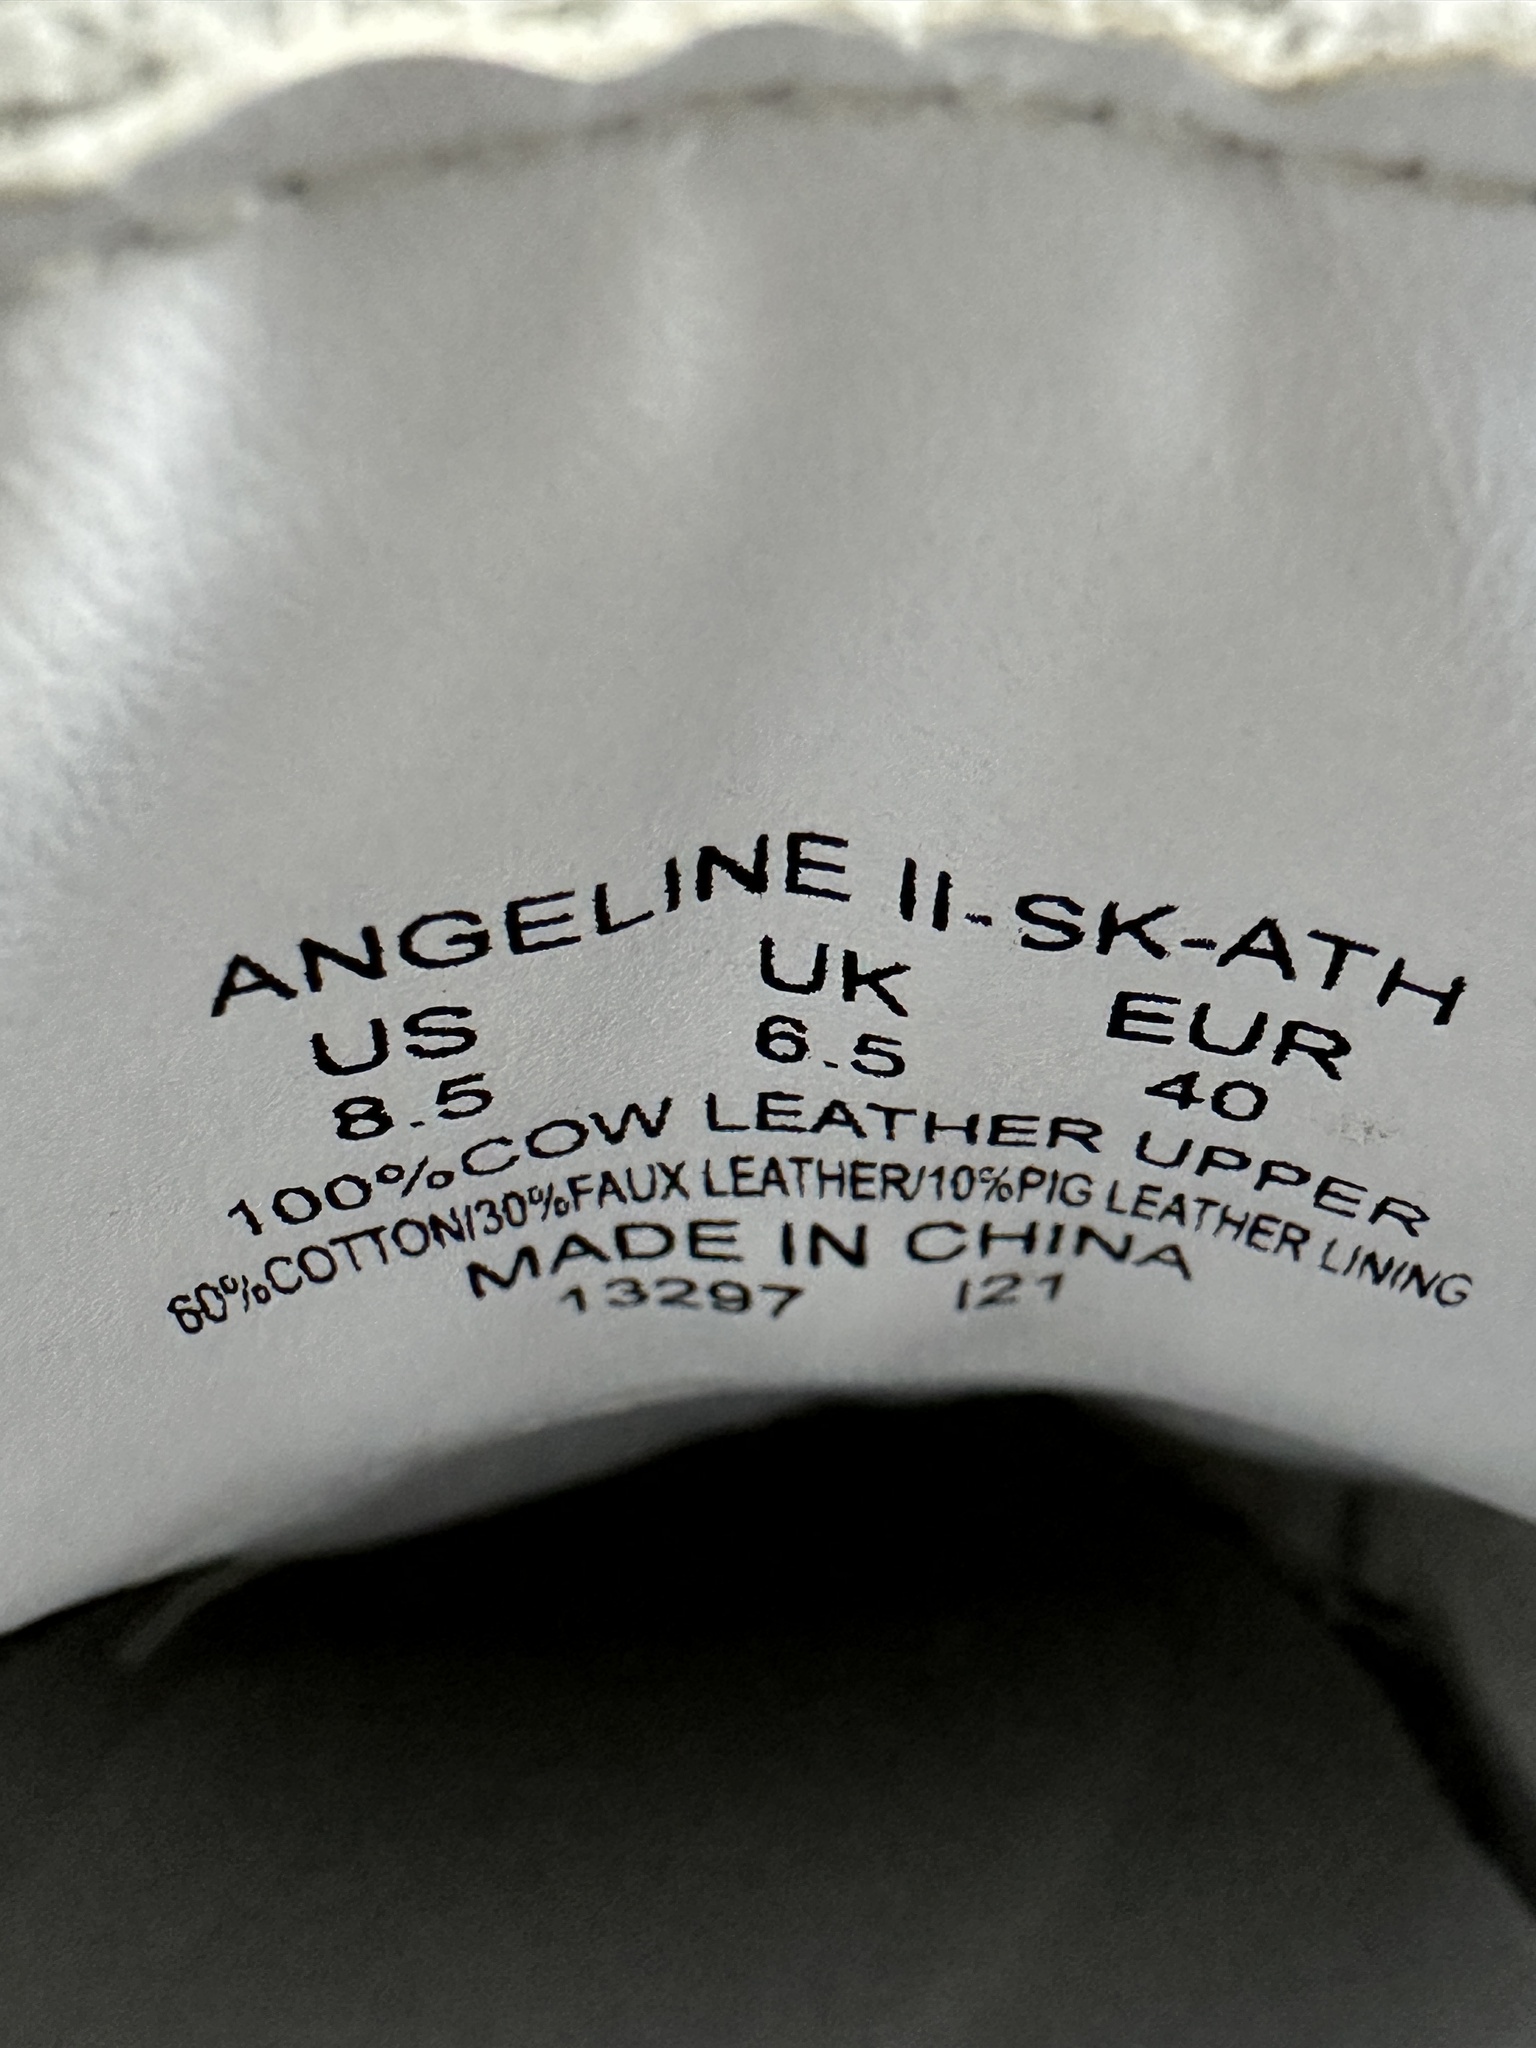 ANGELINE II-SK-ATH
US UK EUR
8.5 6.5 40
100%COW LEATHER UPPER
60%COTTON/30%FAUX LEATHER/10%PIG LEATHER LINING
MADE IN CHINA
13297 I21